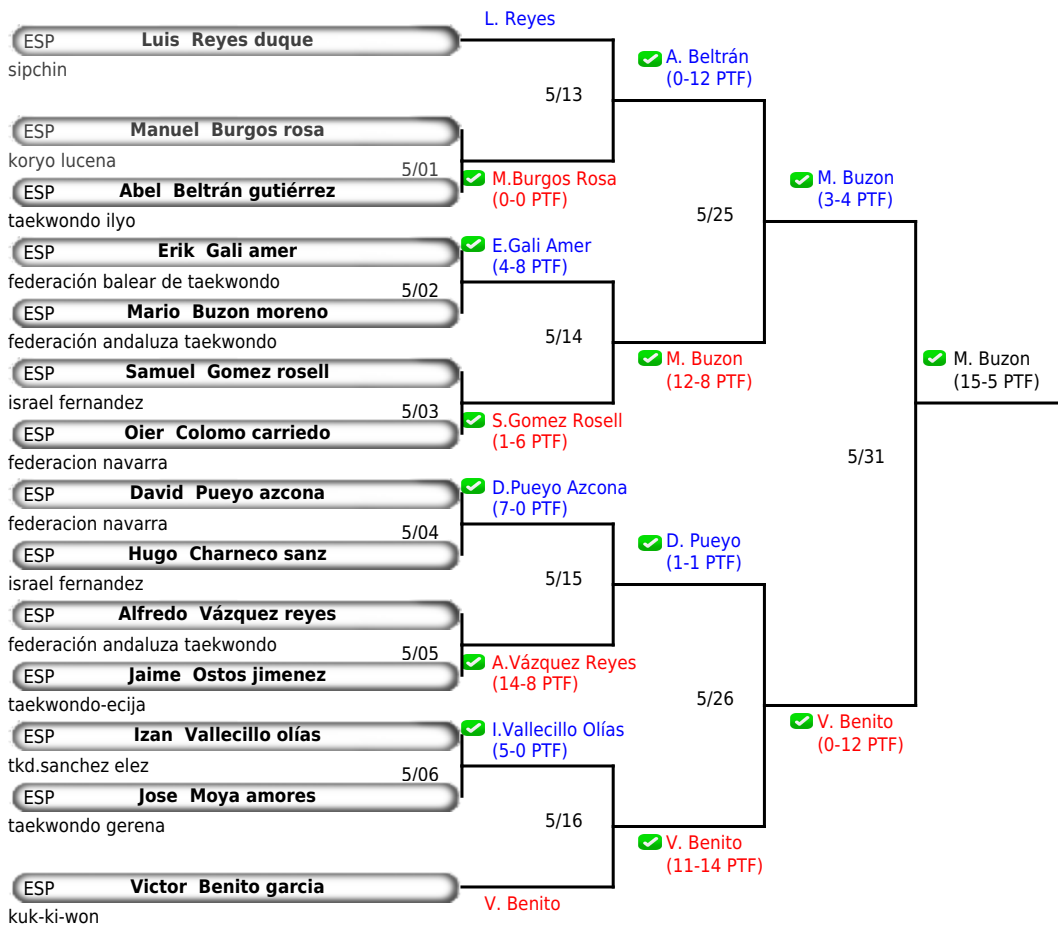 L. Reyes
ESP Luis Reyes duque
sipchin
A. Beltrán
(0-12 PTF)
5/13
ESP Manuel Burgos rosa
koryo lucena
5/01
ESP Abel Beltrán gutiérrez
taekwondo ilyo
M.Burgos Rosa
(0-0 PTF)
M. Buzon
(3-4 PTF)
5/25
ESP Erik Gali amer
federación balear de taekwondo
E.Gali Amer
(4-8 PTF)
5/02
ESP Mario Buzon moreno
federación andaluza taekwondo
5/14
M. Buzon
(12-8 PTF)
M. Buzon
(15-5 PTF)
ESP Samuel Gomez rosell
israel fernandez
5/03
ESP Oier Colomo carriedo
federacion navarra
S.Gomez Rosell
(1-6 PTF)
5/31
ESP David Pueyo azcona
federacion navarra
D.Pueyo Azcona
(7-0 PTF)
5/04
ESP Hugo Charneco sanz
israel fernandez
D. Pueyo
(1-1 PTF)
5/15
ESP Alfredo Vázquez reyes
federación andaluza taekwondo
5/05
ESP Jaime Ostos jimenez
taekwondo-ecija
A.Vázquez Reyes
(14-8 PTF)
5/26
V. Benito
(0-12 PTF)
ESP Izan Vallecillo olías
tkd.sanchez elez
I.Vallecillo Olías
(5-0 PTF)
5/06
ESP Jose Moya amores
taekwondo gerena
5/16
V. Benito
(11-14 PTF)
ESP Victor Benito garcia
kuk-ki-won
V. Benito